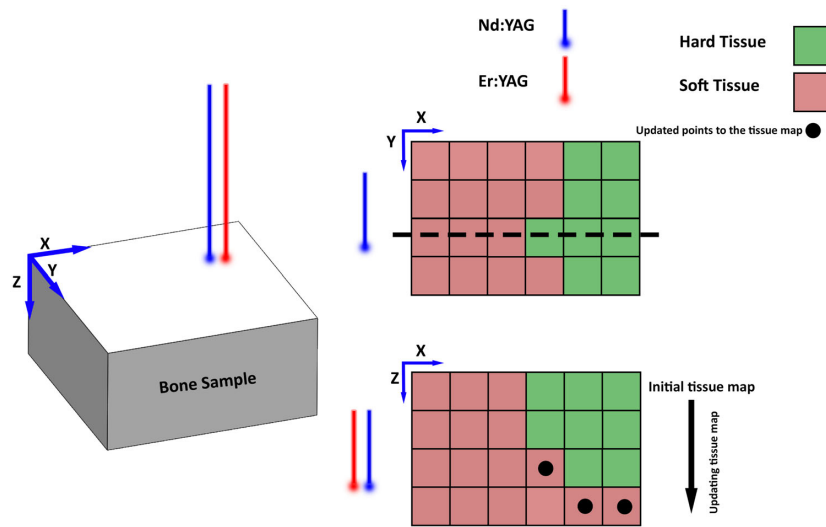 Nd:YAG
Er:YAG
Hard Tissue
Soft Tissue
Updated points to the tissue map
X
Y
X
Y
Z
Bone Sample
X
Z
Initial tissue map
Updating tissue map